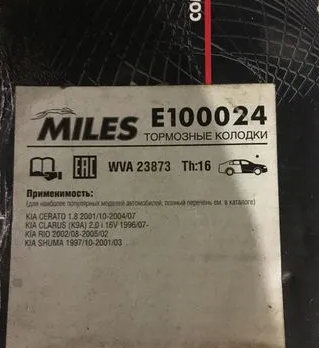 co
E100024
MILES
ТОРМОЗНЫЕ КОЛОДКИ
EAC WVA 23873 Th:16
Применимость:
(для наиболее популярных моделей автомобилей, полный перечень см. в каталоге)
KIA CERATO 1.8 2001/10-2004/07
KIA CLARUS (K9A) 2.0 i 16V 1996/07-
KIA RIO 2002/08-2005/02
KIA SHUMA 1997/10-2001/03